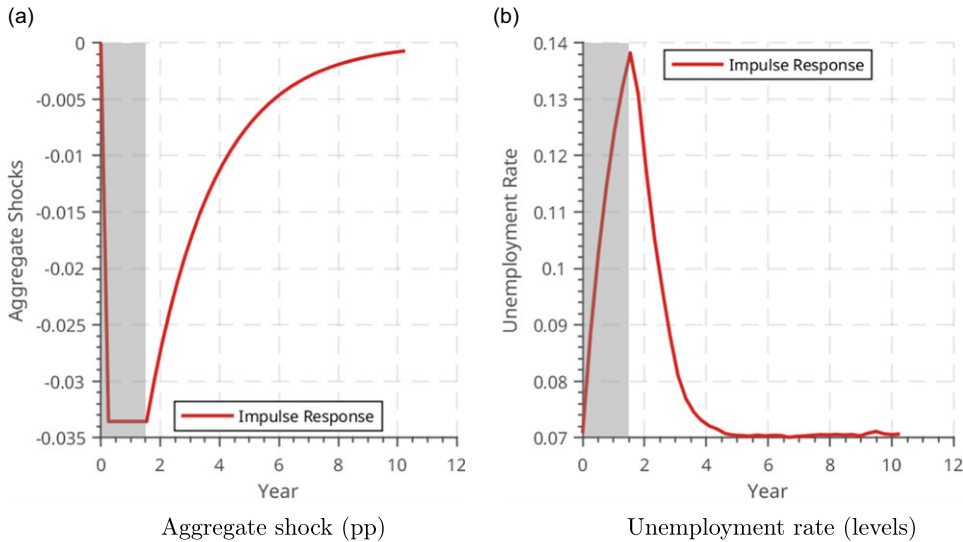 (a)
0
-0.005
-0.01
-0.015
-0.02
-0.025
-0.03
-0.035
Aggregate Shocks
Impulse Response
0 2 4 6 8 10 12
Year
Aggregate shock (pp)
(b)
0.14
0.13
0.12
0.11
0.1
0.09
0.08
0.07
Unemployment Rate
Impulse Response
0 2 4 6 8 10 12
Year
Unemployment rate (levels)